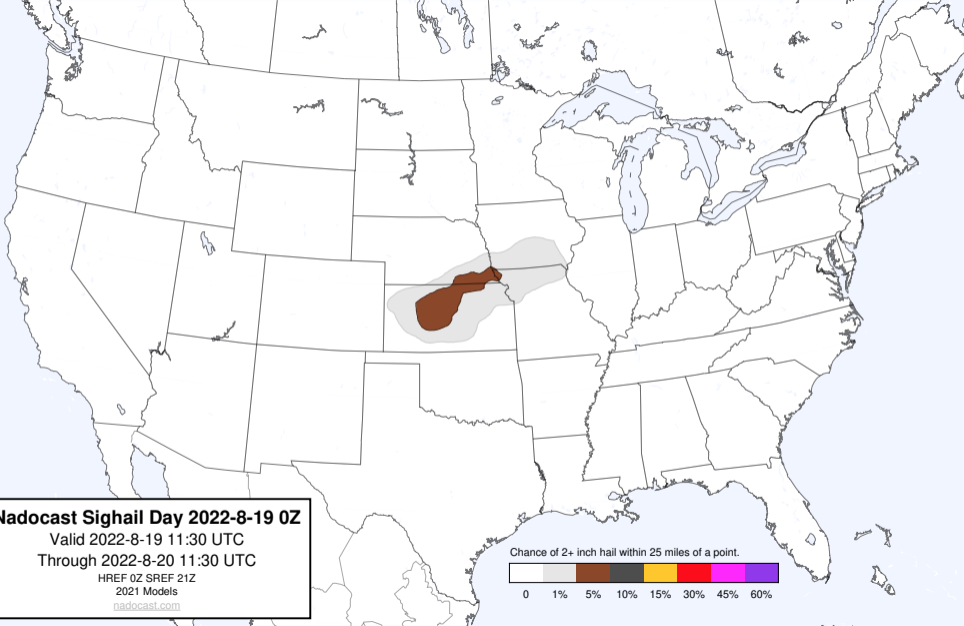 Nadocast Sighail Day 2022-8-19 0Z
Valid 2022-8-19 11:30 UTC
Through 2022-8-20 11:30 UTC
HREF 0Z SREF 21Z
2021 Models
nadocast.com
Chance of 2+ inch hail within 25 miles of a point.
0 1% 5% 10% 15% 30% 45% 60%